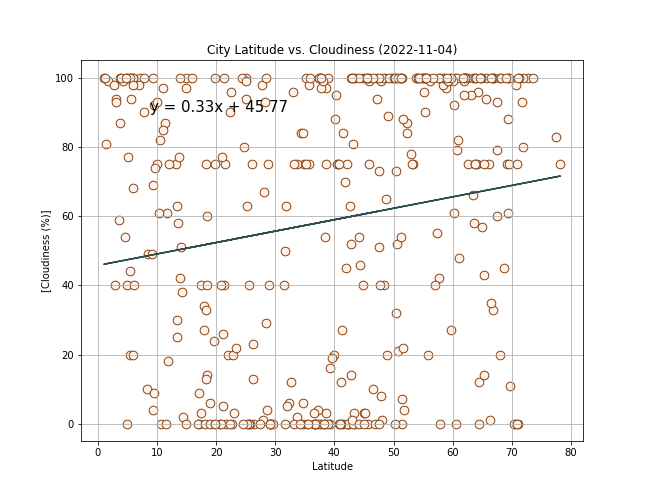 City Latitude vs. Cloudiness (2022-11-04)
100
80
60
40
20
0
[Cloudiness (%)]
y = 0.33x + 45.77
0 10 20 30 40 50 60 70 80
Latitude